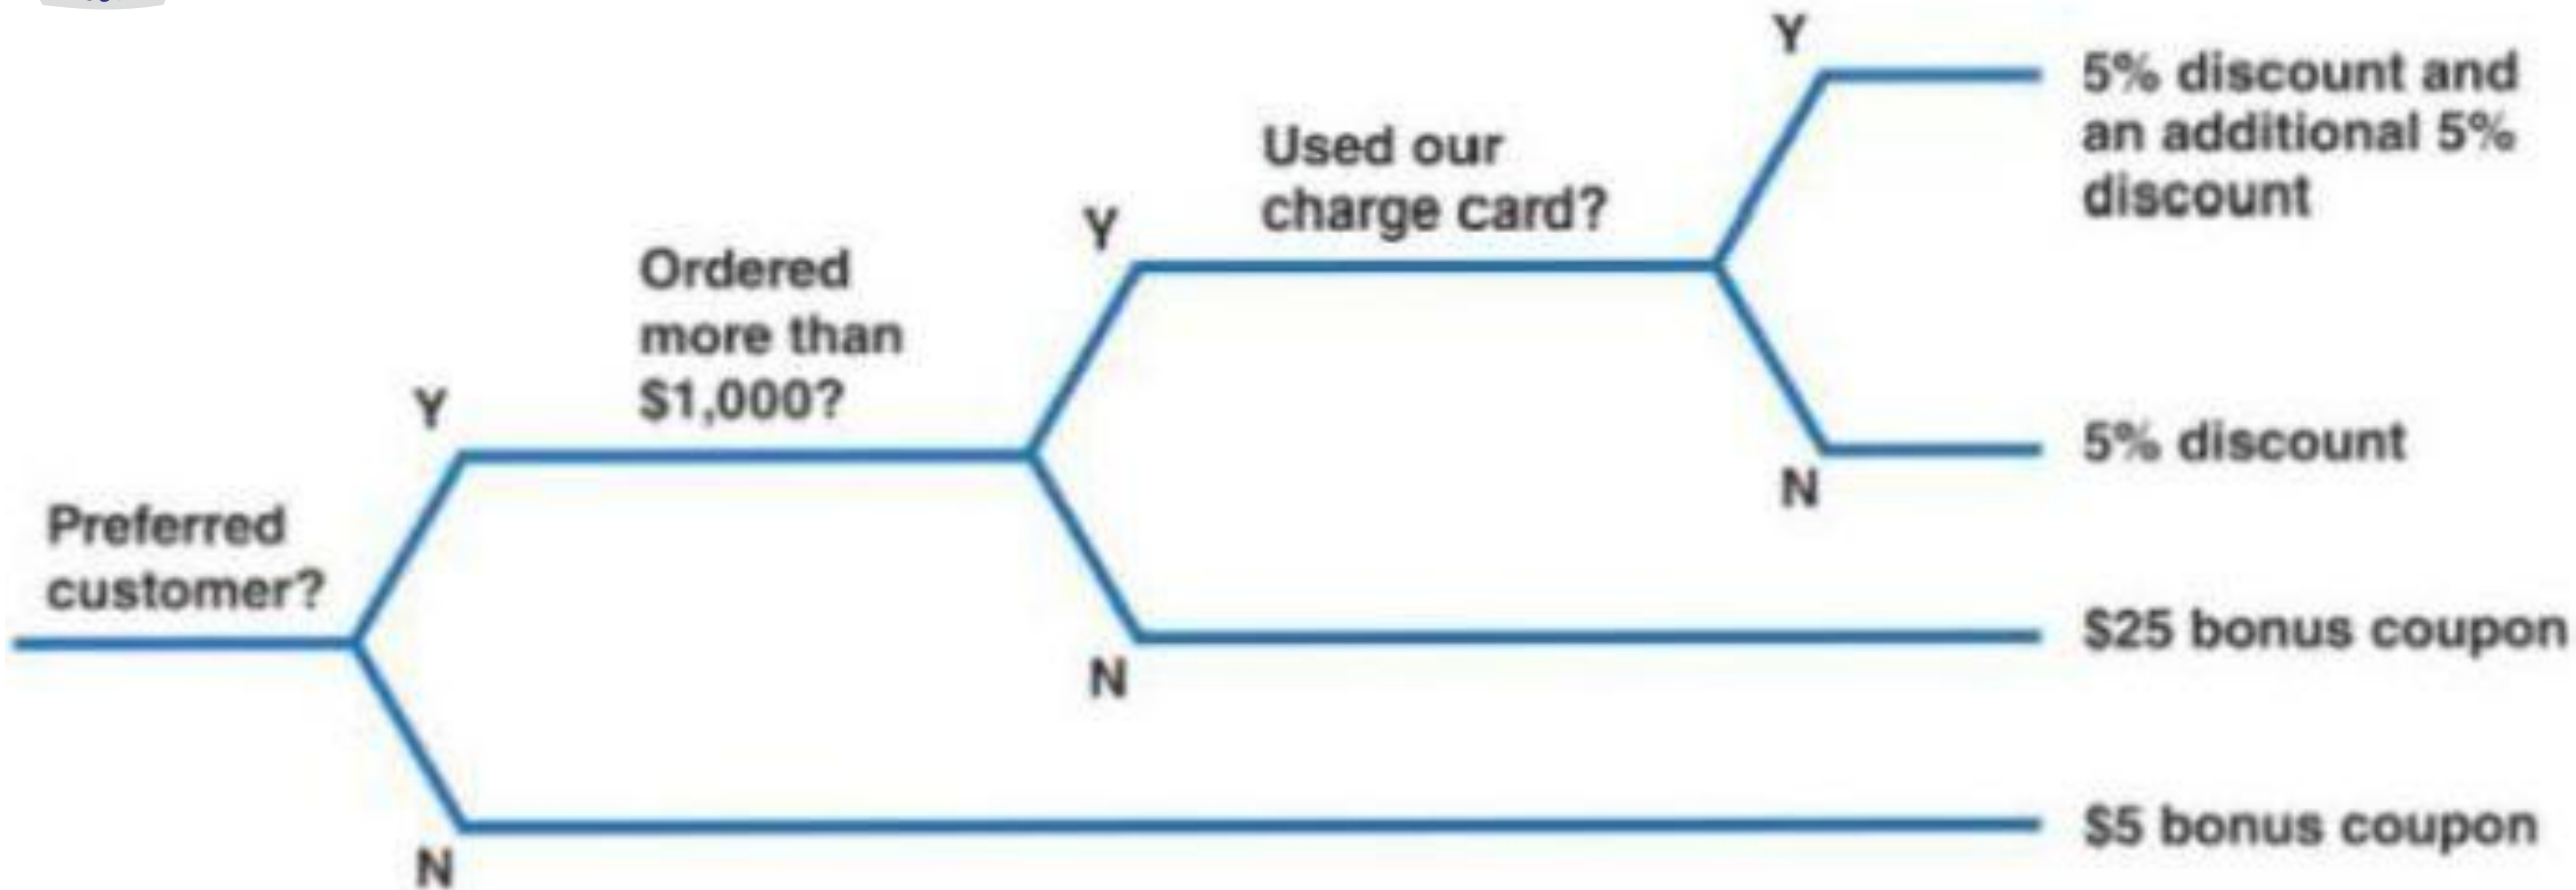 Y
5% discount and
an additional 5%
discount
Used our
charge card?
Y
Ordered
more than
$1,000?
Y
5% discount
N
Preferred
customer?
$25 bonus coupon
N
$5 bonus coupon
N